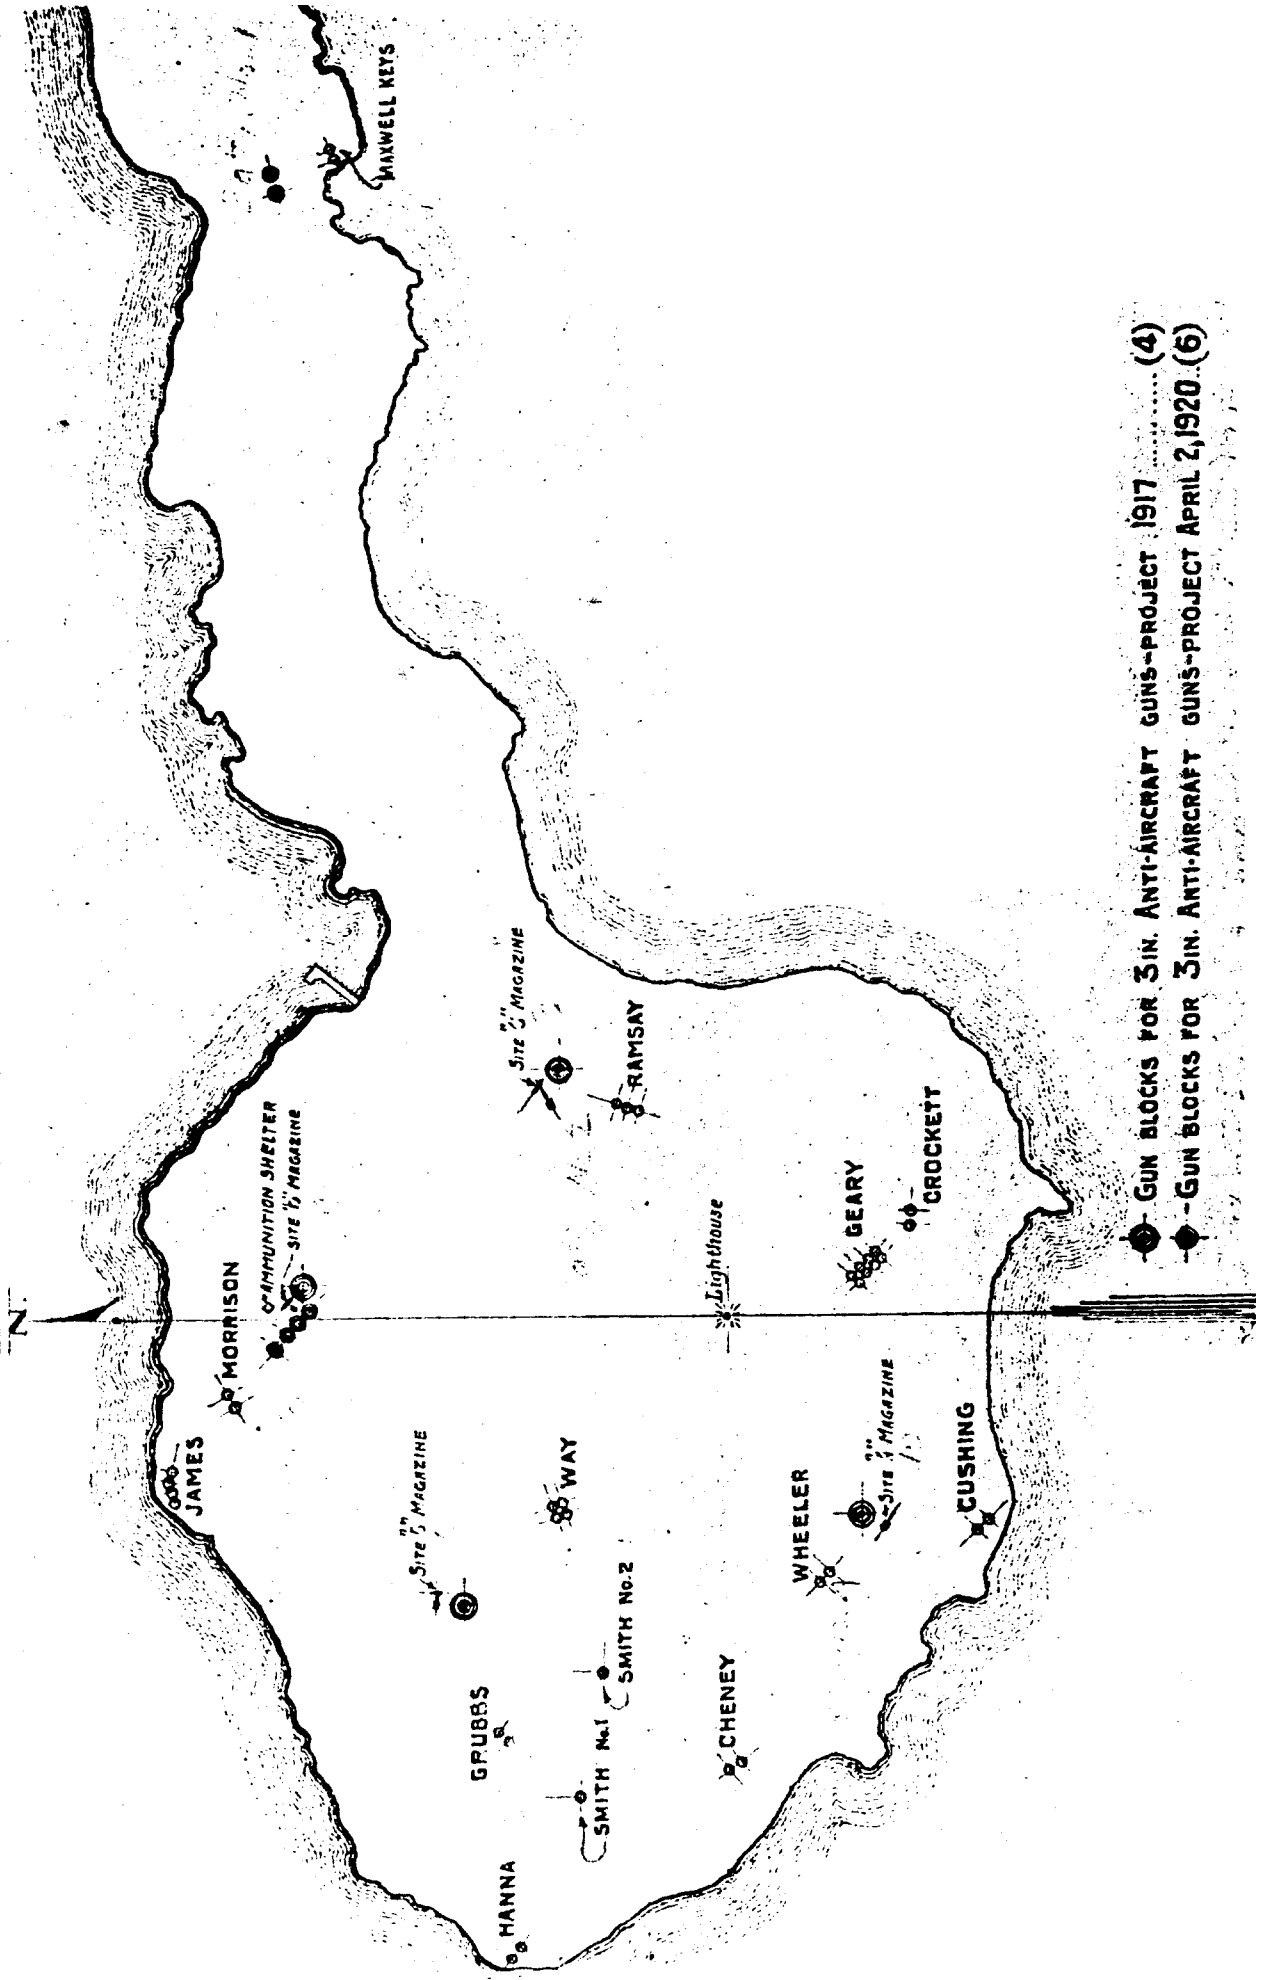 N.
MAXWELL KEYS
JAMES
MORRISON
AMMUNITION SHELTER
SITE MAGAZINE
SITE MAGAZINE
SITE " " MAGAZINE
RAMSAY
WAY
GRUBBS
HANNA
SMITH No.1
SMITH No.2
Lighthouse
CHENEY
WHEELER
SITE " " MAGAZINE
GEARY
CROCKETT
CUSHING
- GUN BLOCKS FOR 3IN. ANTI-AIRCRAFT GUNS-PROJECT 1917 .......... (4)
- GUN BLOCKS FOR 3IN. ANTI-AIRCRAFT GUNS-PROJECT APRIL 2,1920..(6)